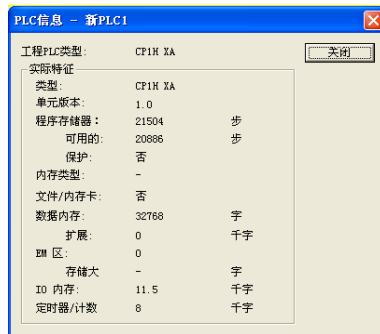 PLC信息 - 新PLC1
工程PLC类型: CP1H XA 关闭
实际特征
类型: CP1H XA
单元版本: 1.0
程序存储器: 21504 步
可用的: 20886 步
保护: 否
内存类型: -
文件/内存卡: 否
数据内存: 32768 字
扩展: 0 千字
EM 区: 0
存储大 - 字
IO 内存: 11.5 千字
定时器/计数 8 千字